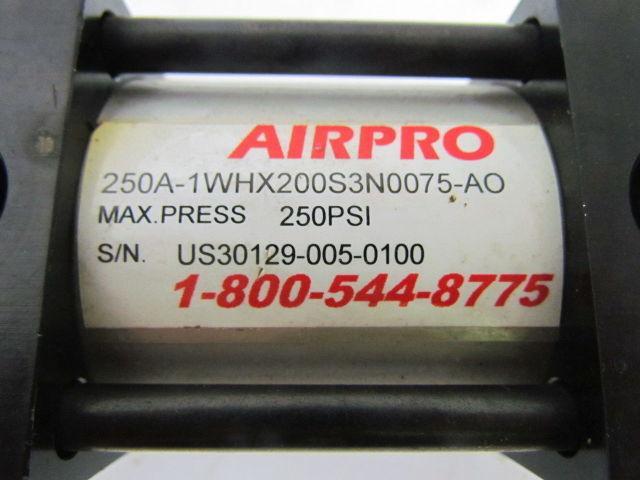 AIRPRO
250A-1WHX200S3N0075-AO
MAX.PRESS 250PSI
S/N. US30129-005-0100
1-800-544-8775